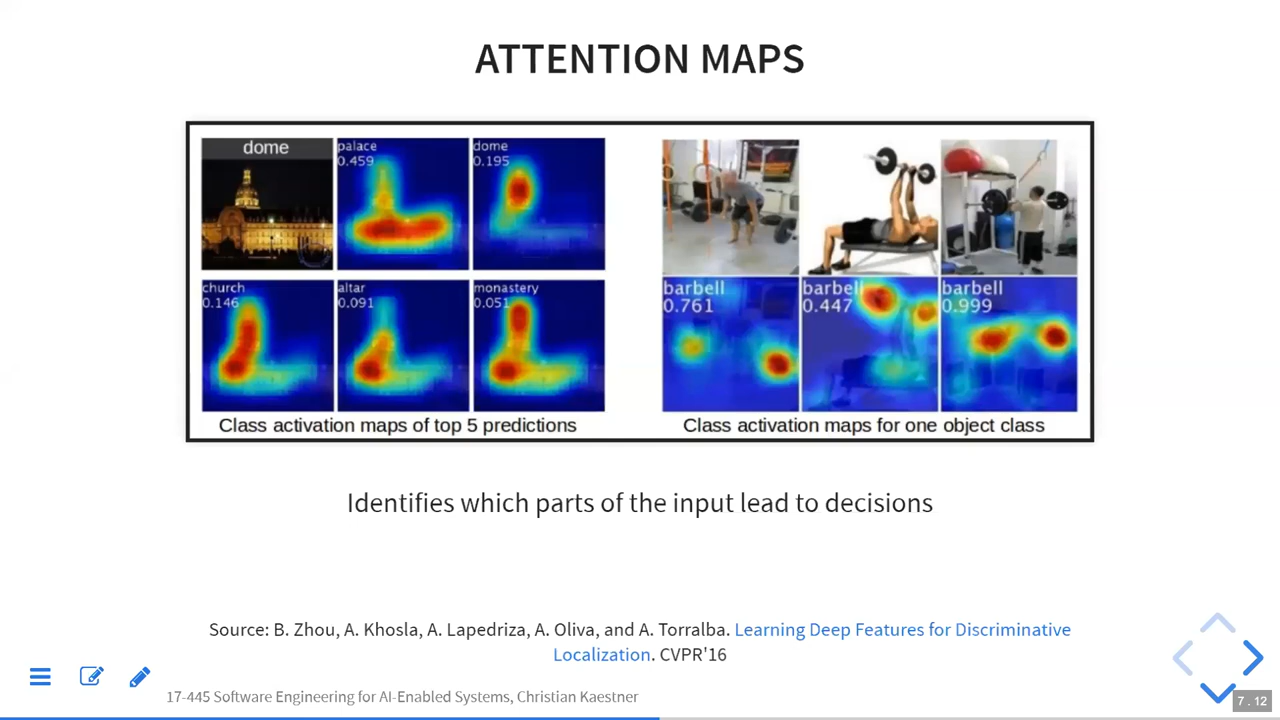 ATTENTION MAPS
dome
palace
0.459
dome
0.195
church
0.146
altar
0.091
monastery
0.051
Class activation maps of top 5 predictions
barbell
0.761
barbell
0.447
barbell
0.999
Class activation maps for one object class
Identifies which parts of the input lead to decisions
Source: B. Zhou, A. Khosla, A. Lapedriza, A. Oliva, and A. Torralba. Learning Deep Features for Discriminative
Localization. CVPR'16
17-445 Software Engineering for AI-Enabled Systems, Christian Kaestner
7 . 12